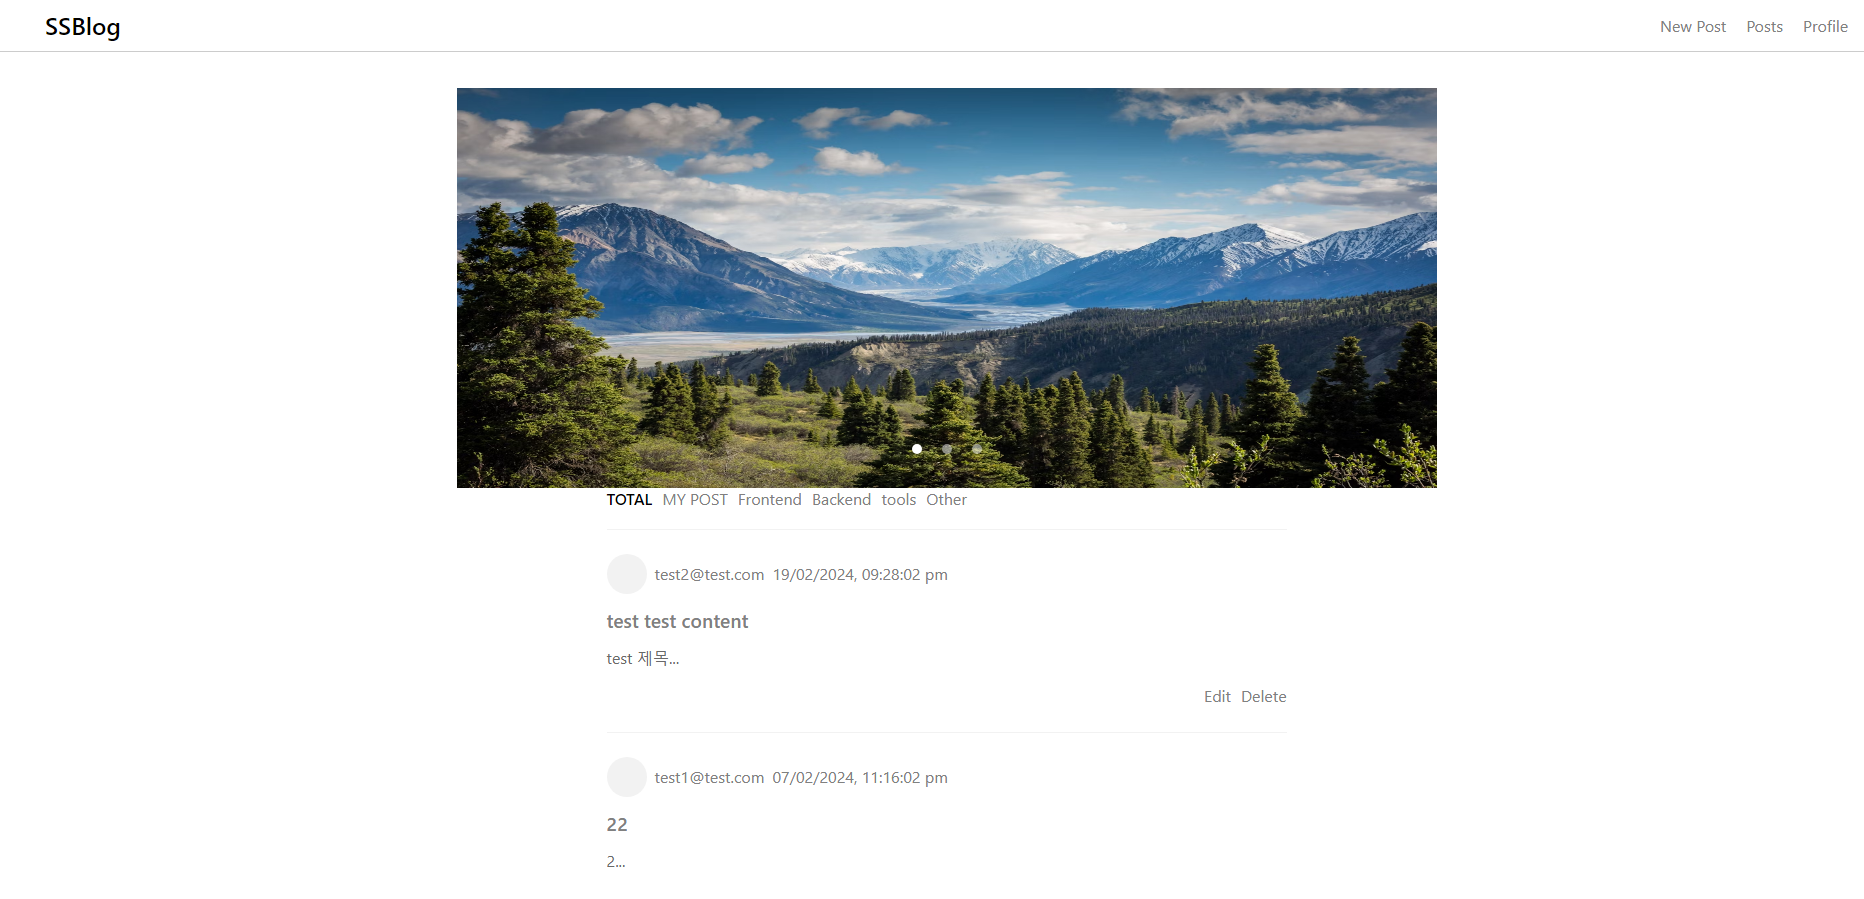 SSBlog New Post Posts Profile
TOTAL MY POST Frontend Backend tools Other
test2@test.com 19/02/2024, 09:28:02 pm
test test content
test 제목...
Edit Delete
test1@test.com 07/02/2024, 11:16:02 pm
22
2...